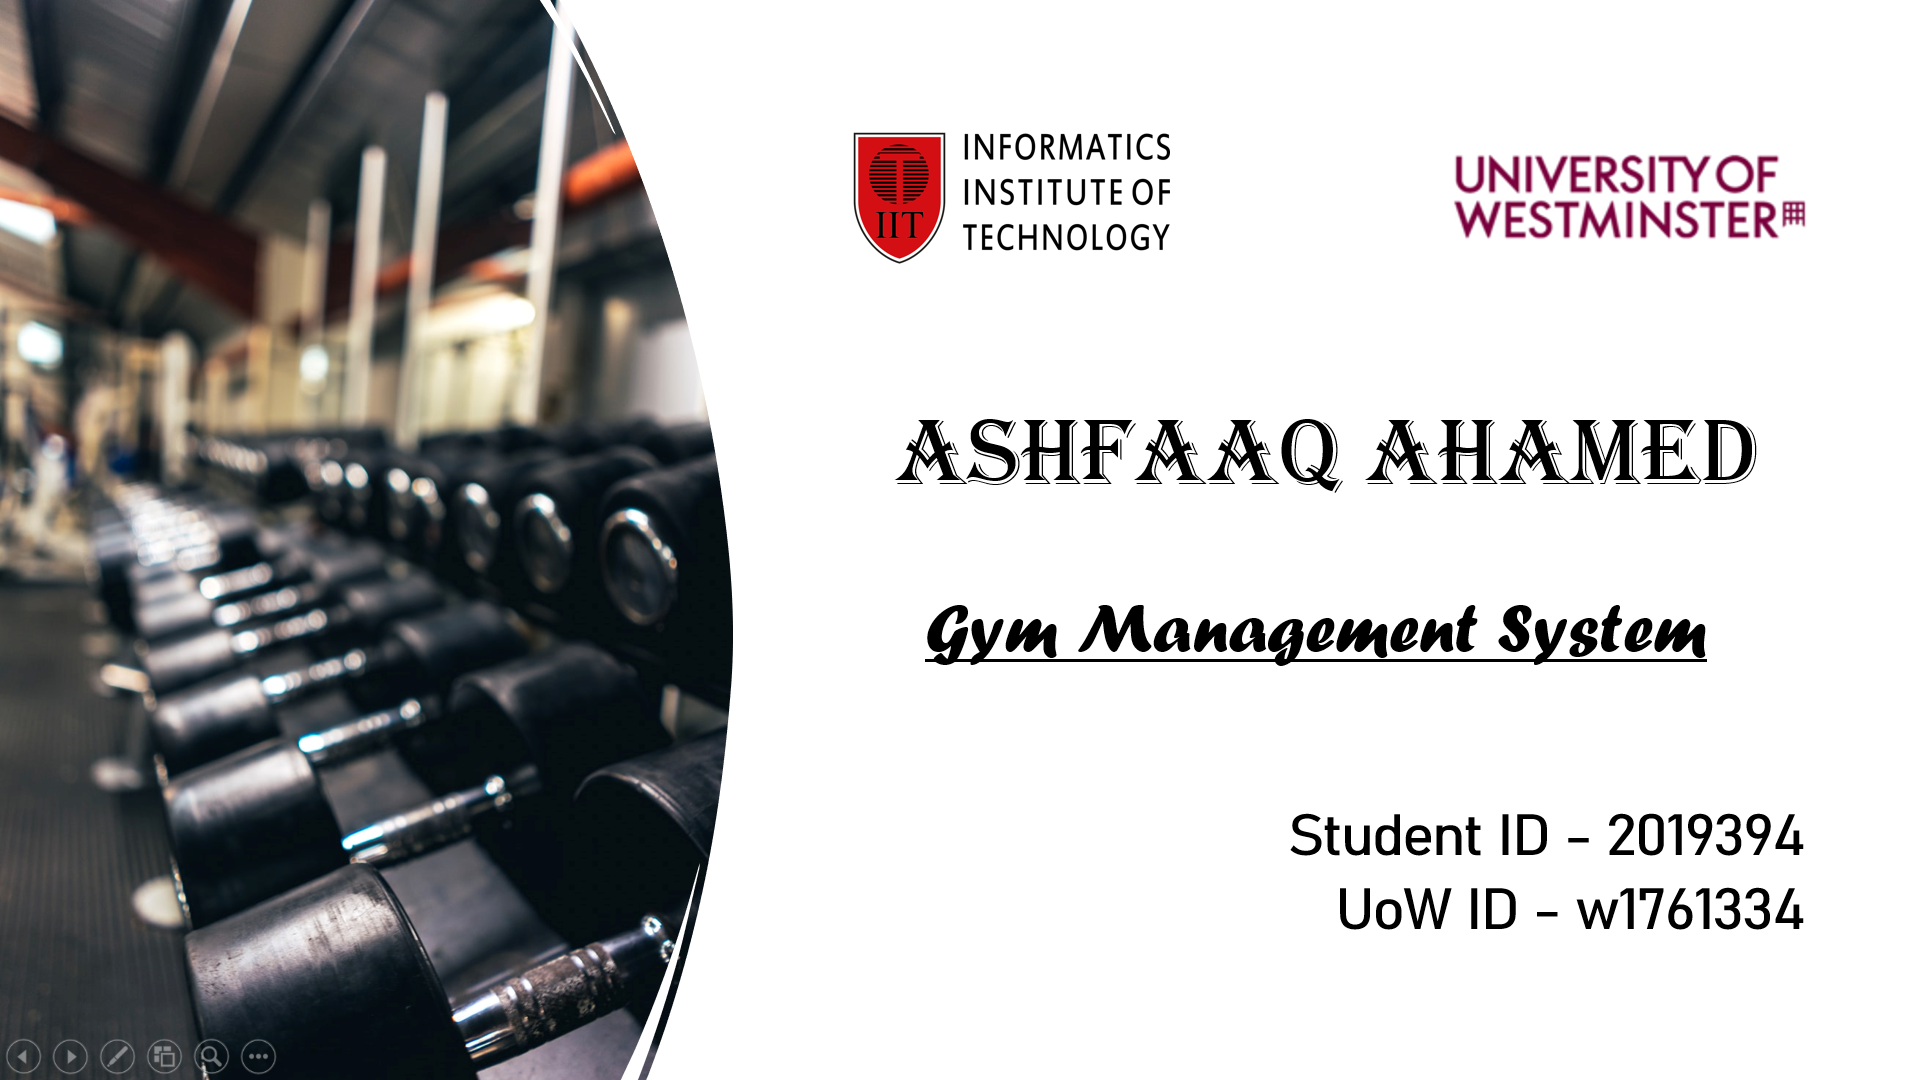 INFORMATICS
INSTITUTE OF
TECHNOLOGY
IIT
UNIVERSITY OF
WESTMINSTER
ASHFAAQ AHAMED
Gym Management System
Student ID – 2019394
UoW ID – w1761334